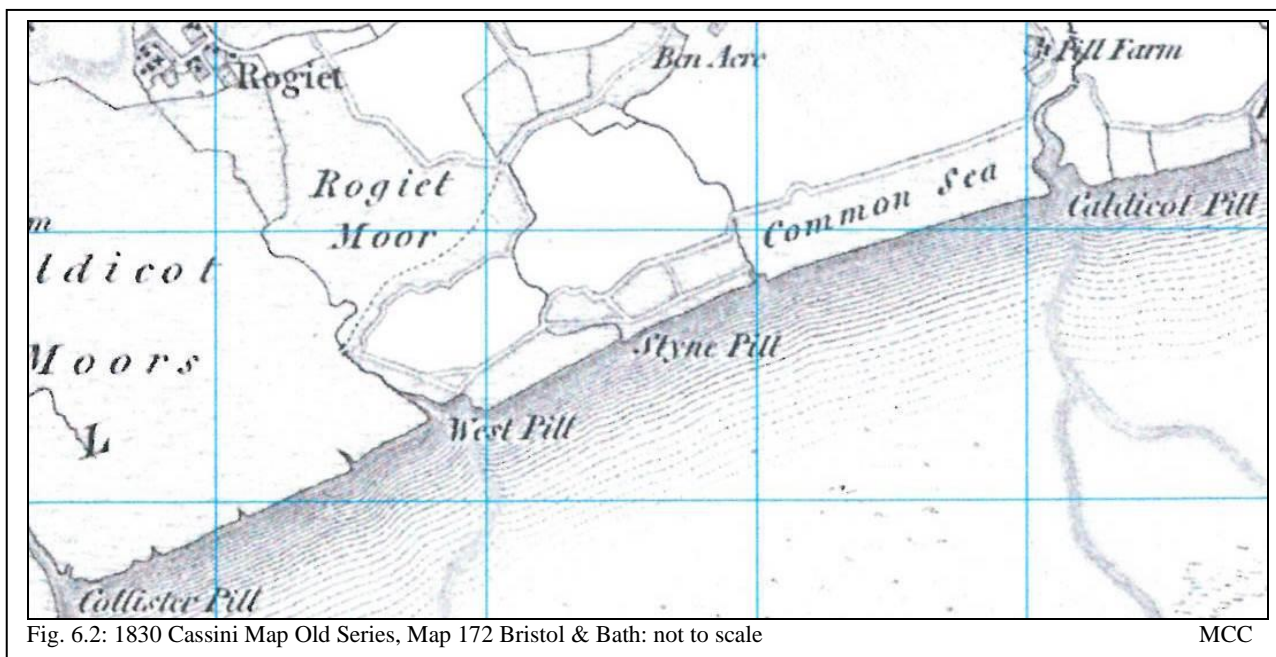 Ben Acre
Pill Farm
Rogiet
Rogiet
Moor
Common Sea
Caldicot Pill
m
ldicot
Moors
L
Styne Pill
West Pill
Collister Pill
Fig. 6.2: 1830 Cassini Map Old Series, Map 172 Bristol & Bath: not to scale MCC